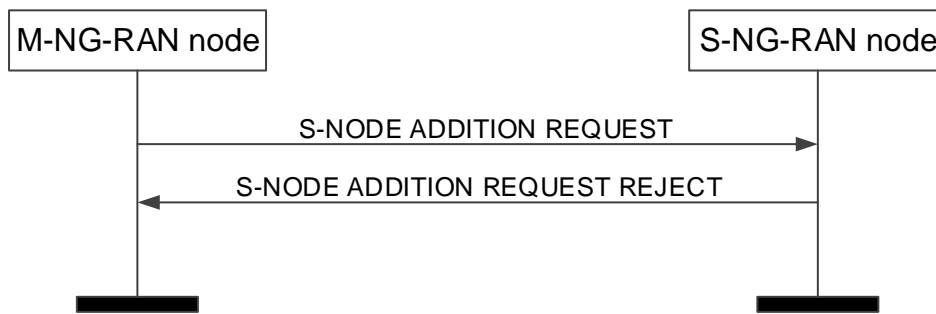 M-NG-RAN node
S-NG-RAN node
S-NODE ADDITION REQUEST
S-NODE ADDITION REQUEST REJECT